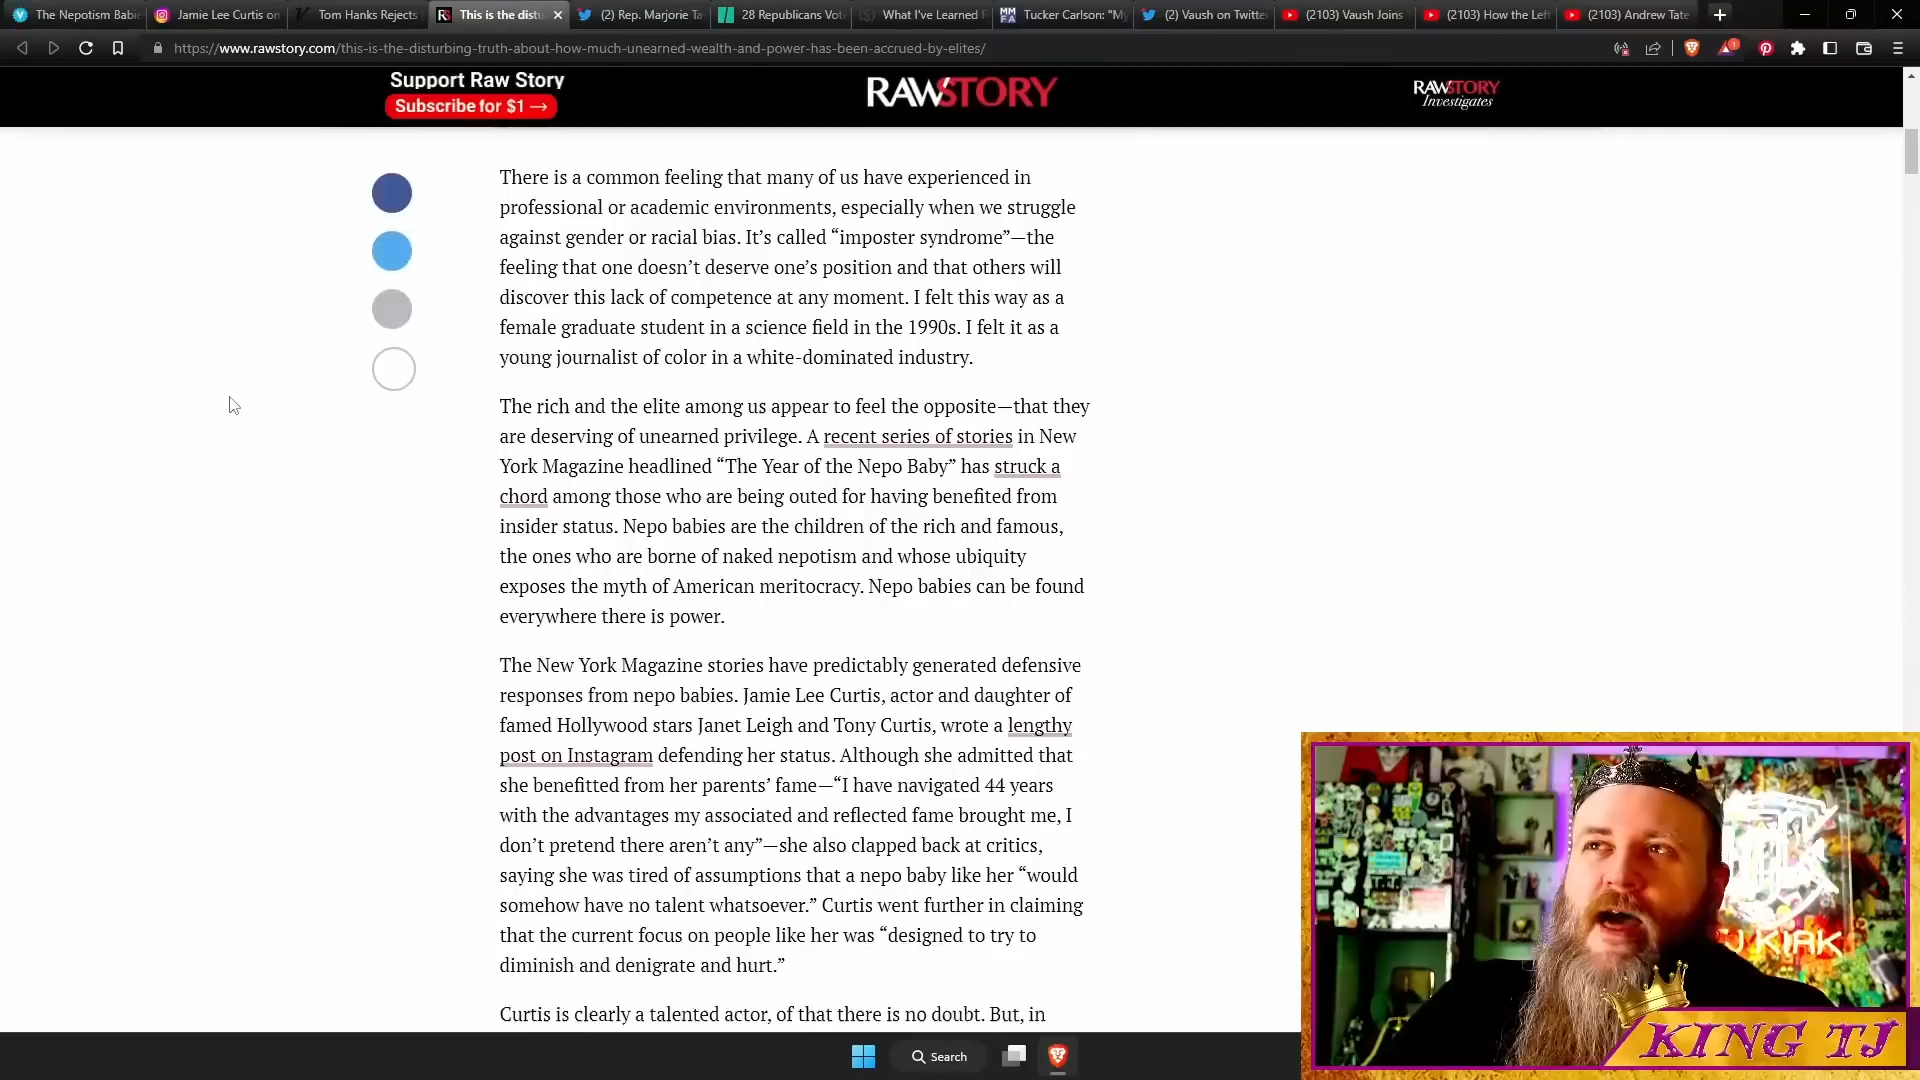 The Nepotism Babie
Jamie Lee Curtis on
Tom Hanks Rejects
This is the distu
(2) Rep. Marjorie Ta
28 Republicans Vot
What I've Learned F
Tucker Carlson: "My
(2) Vaush on Twitte
(2103) Vaush Joins
(2103) How the Left
(2103) Andrew Tate
https://www.rawstory.com/this-is-the-disturbing-truth-about-how-much-unearned-wealth-and-power-has-been-accrued-by-elites/
Support Raw Story
Subscribe for $1 →
RAWSTORY
RAWSTORY
Investigates
There is a common feeling that many of us have experienced in
professional or academic environments, especially when we struggle
against gender or racial bias. It's called “imposter syndrome”—the
feeling that one doesn't deserve one's position and that others will
discover this lack of competence at any moment. I felt this way as a
female graduate student in a science field in the 1990s. I felt it as a
young journalist of color in a white-dominated industry.
The rich and the elite among us appear to feel the opposite—that they
are deserving of unearned privilege. A recent series of stories in New
York Magazine headlined “The Year of the Nepo Baby” has struck a
chord among those who are being outed for having benefited from
insider status. Nepo babies are the children of the rich and famous,
the ones who are borne of naked nepotism and whose ubiquity
exposes the myth of American meritocracy. Nepo babies can be found
everywhere there is power.
The New York Magazine stories have predictably generated defensive
responses from nepo babies. Jamie Lee Curtis, actor and daughter of
famed Hollywood stars Janet Leigh and Tony Curtis, wrote a lengthy
post on Instagram defending her status. Although she admitted that
she benefitted from her parents' fame—“I have navigated 44 years
with the advantages my associated and reflected fame brought me, I
don't pretend there aren't any”—she also clapped back at critics,
saying she was tired of assumptions that a nepo baby like her “would
somehow have no talent whatsoever.” Curtis went further in claiming
that the current focus on people like her was “designed to try to
diminish and denigrate and hurt.”
Curtis is clearly a talented actor, of that there is no doubt. But, in
TJ KIRK
KING TJ
Search